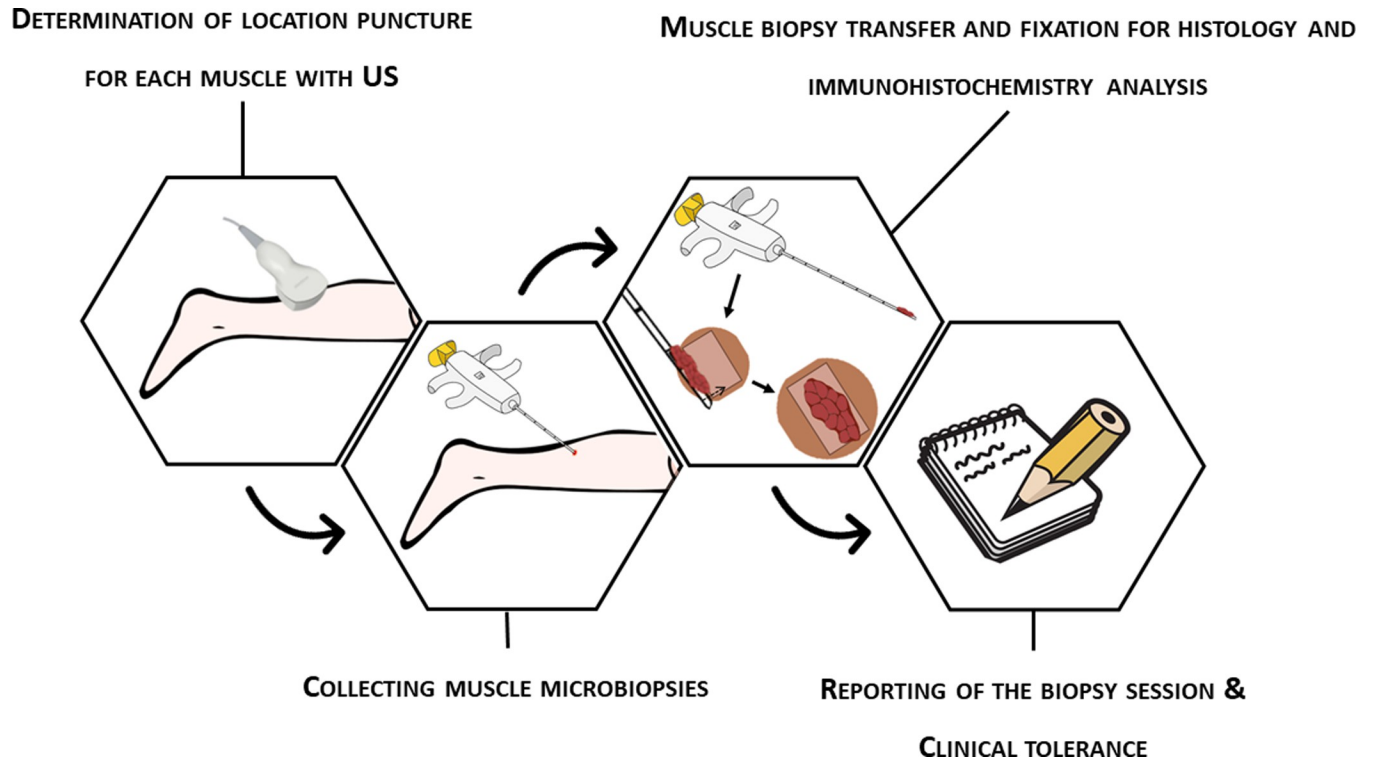 Determination of location puncture
for each muscle with US
Muscle biopsy transfer and fixation for histology and
immunohistochemistry analysis
Collecting muscle microbiopsies
Reporting of the biopsy session &
Clinical tolerance